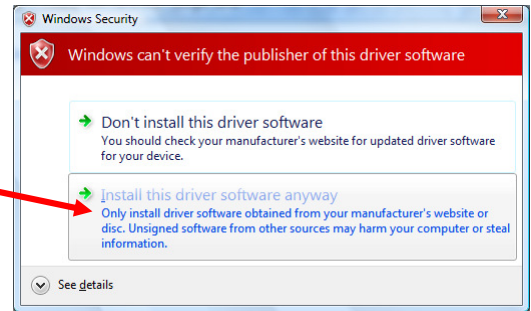 Windows Security
Windows can't verify the publisher of this driver software
Don't install this driver software
You should check your manufacturer's website for updated driver software
for your device.
Install this driver software anyway
Only install driver software obtained from your manufacturer's website or
disc. Unsigned software from other sources may harm your computer or steal
information.
See details